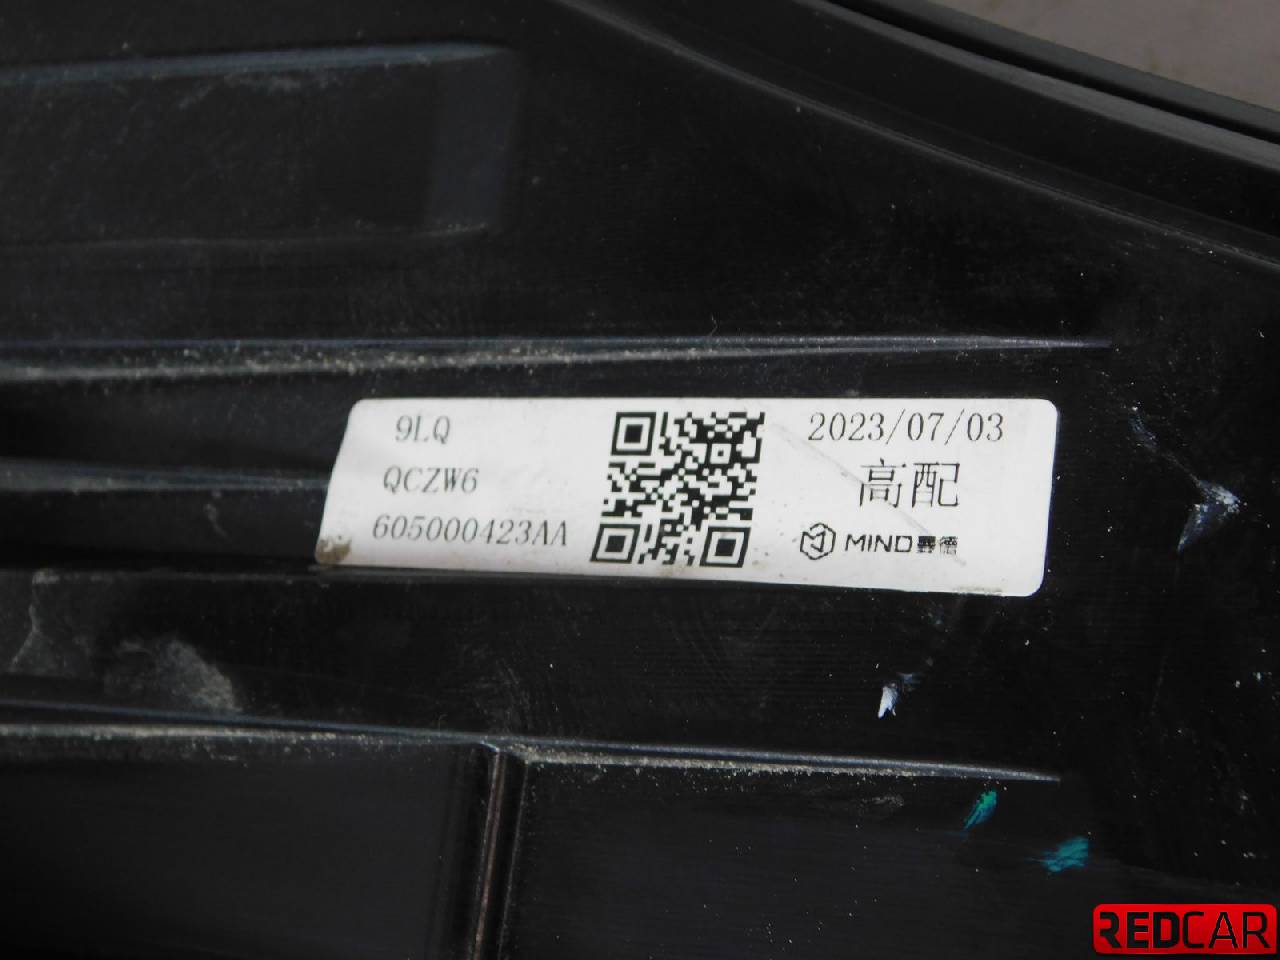 9LQ
QCZW6
605000423AA
2023/07/03
高配
MIND
REDCAR